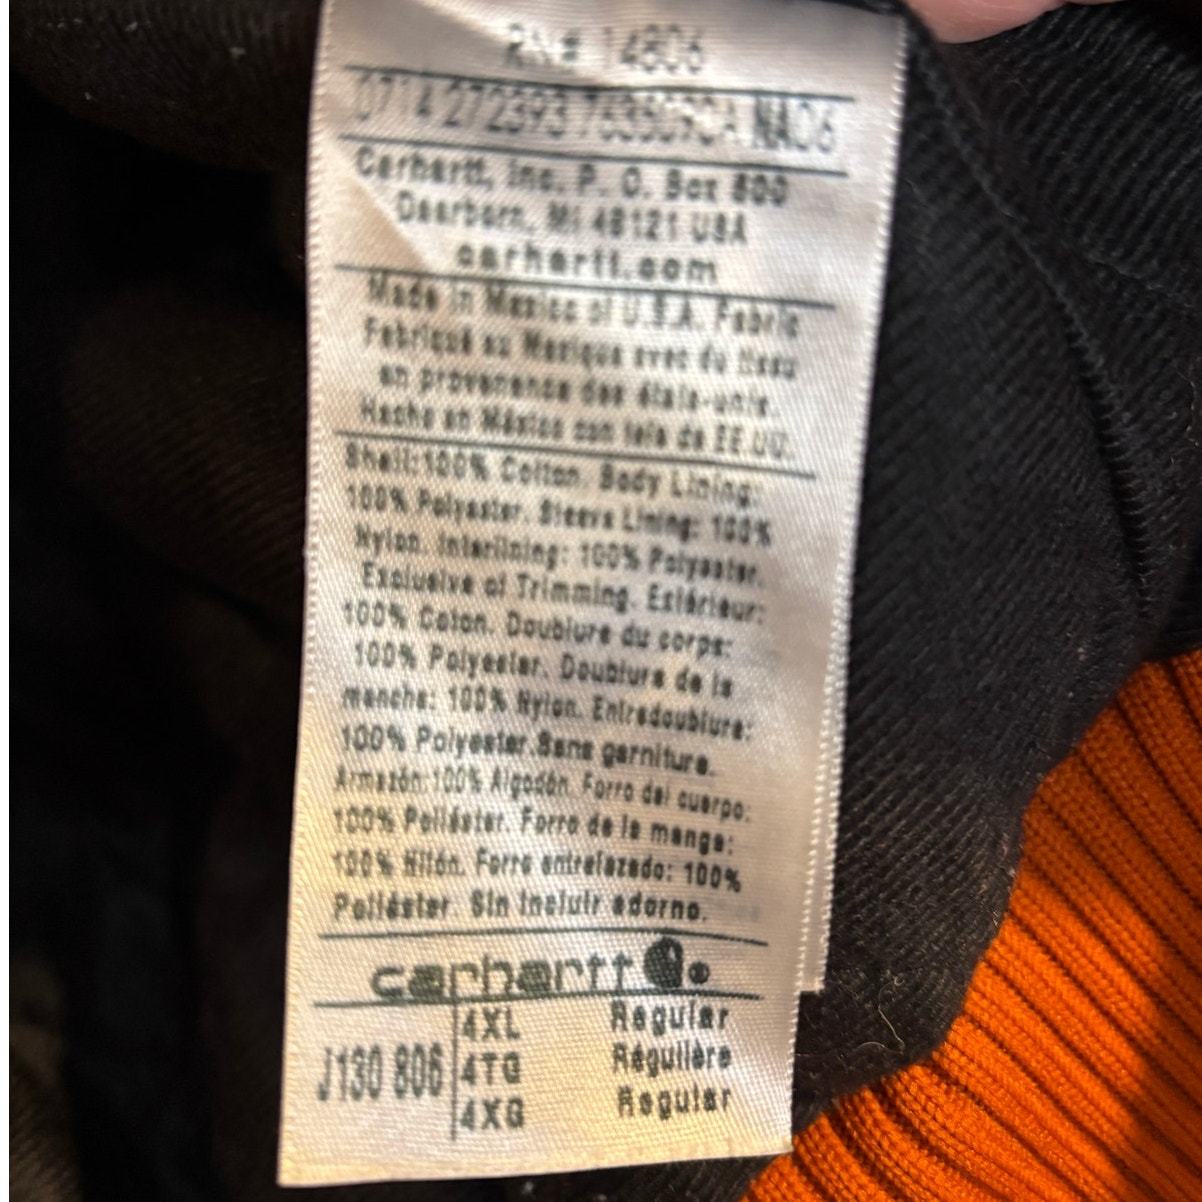 RN# 14806
0714 272393 NA06
Carhartt, Inc. P. O. Box 600
Dearborn, MI 48121 USA
carhartt.com
Made in Mexico of U.S.A. Fabric
Fabriqué au Mexique avec du tissu
en provenance des états-unis.
Hecho en México con tela de EE.UU.
Shell:100% Cotton. Body Lining:
100% Polyester. Sleeve Lining: 100%
Nylon. Interlining: 100% Polyester.
Exclusive of Trimming. Extérieur:
100% Coton. Doublure du corps:
100% Polyester. Doublure de la
manche: 100% Nylon. Entredoublure:
100% Polyester.Sans garniture.
Armazón:100% Algodón. Forro del cuerpo:
100% Poliéster. Forro de la manga:
100% Nilón. Forro entrelazado: 100%
Poliéster. Sin incluir adorno.
carhartt
J130 806
4XL Regular
4TG Régulière
4XG Regular